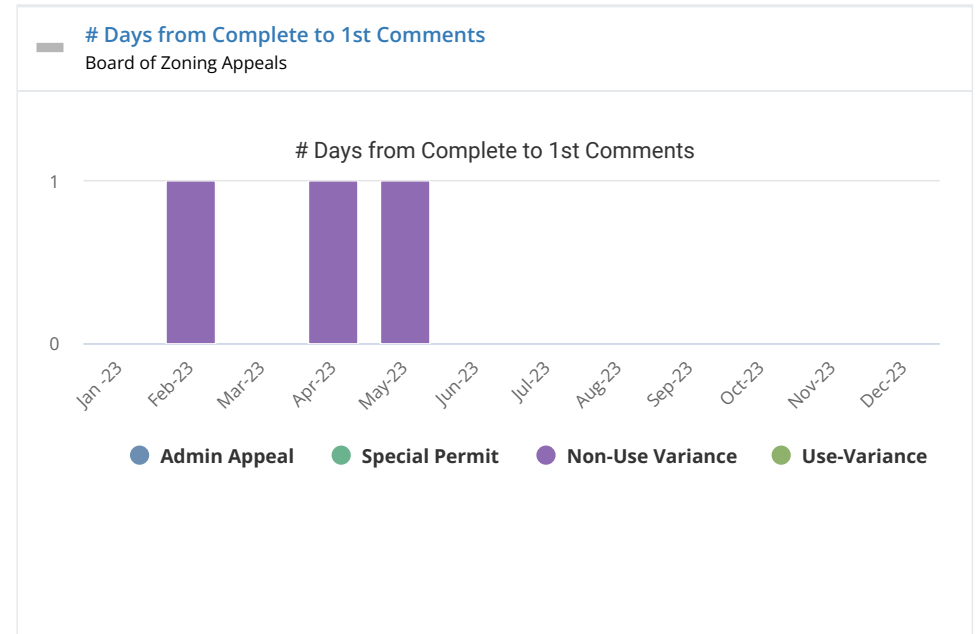 # Days from Complete to 1st Comments
Board of Zoning Appeals
# Days from Complete to 1st Comments
1
0
Jan -23
Feb-23
Mar-23
Apr-23
May-23
Jun-23
Jul-23
Aug-23
Sep-23
Oct-23
Nov-23
Dec-23
Admin Appeal
Special Permit
Non-Use Variance
Use-Variance